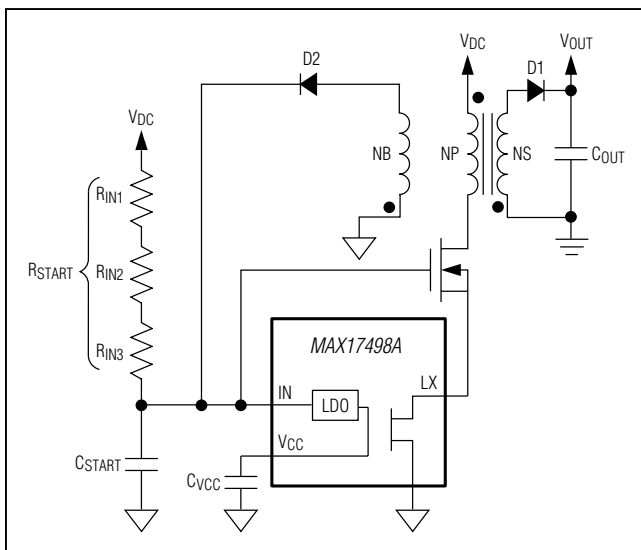 D2
VDC
D1
VOUT
VDC
NB
NP
NS
COUT
RIN1
RSTART
RIN2
RIN3
MAX17498A
IN
LDO
LX
VCC
CSTART
CVCC